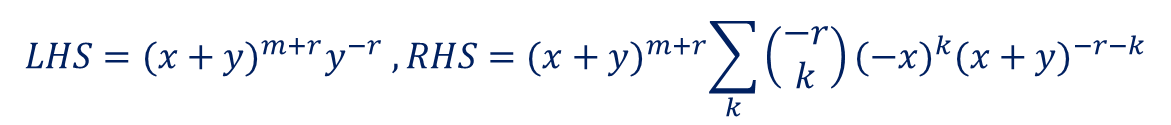 LHS = (x + y)^{m+r} y^{-r} , RHS = (x + y)^{m+r} \sum_{k} \binom{-r}{k} (-x)^{k} (x + y)^{-r-k}